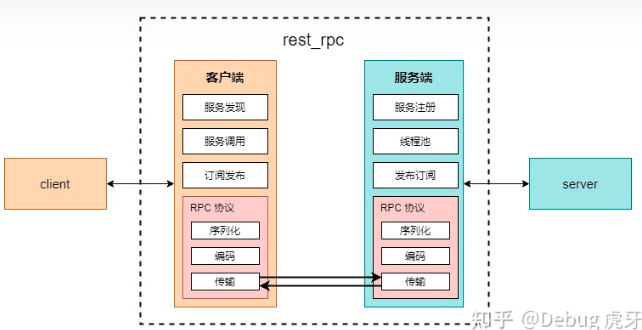 rest_rpc
客户端
服务发现
服务调用
订阅发布
RPC 协议
序列化
编码
传输
服务端
服务注册
线程池
发布订阅
RPC 协议
序列化
编码
传输
client
server
知乎 @Debug 虎牙